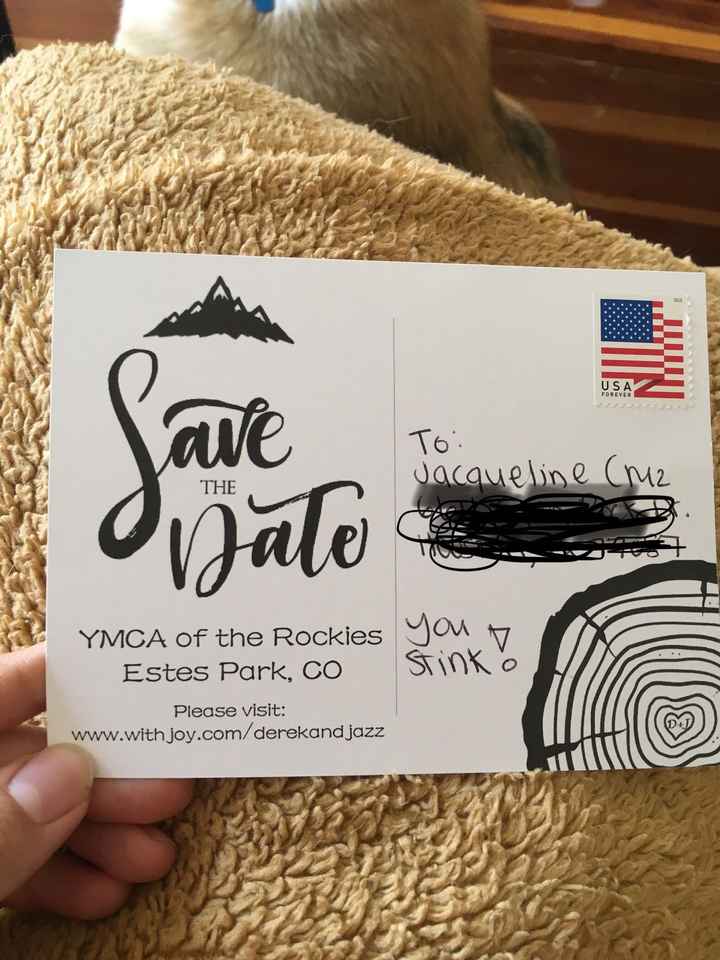 Save
THE
Date
YMCA of the Rockies
Estes Park, CO
Please visit:
www.withjoy.com/derekandjazz
USA
FOREVER
To:
Jacqueline Cruz
You
Stink!
D+J